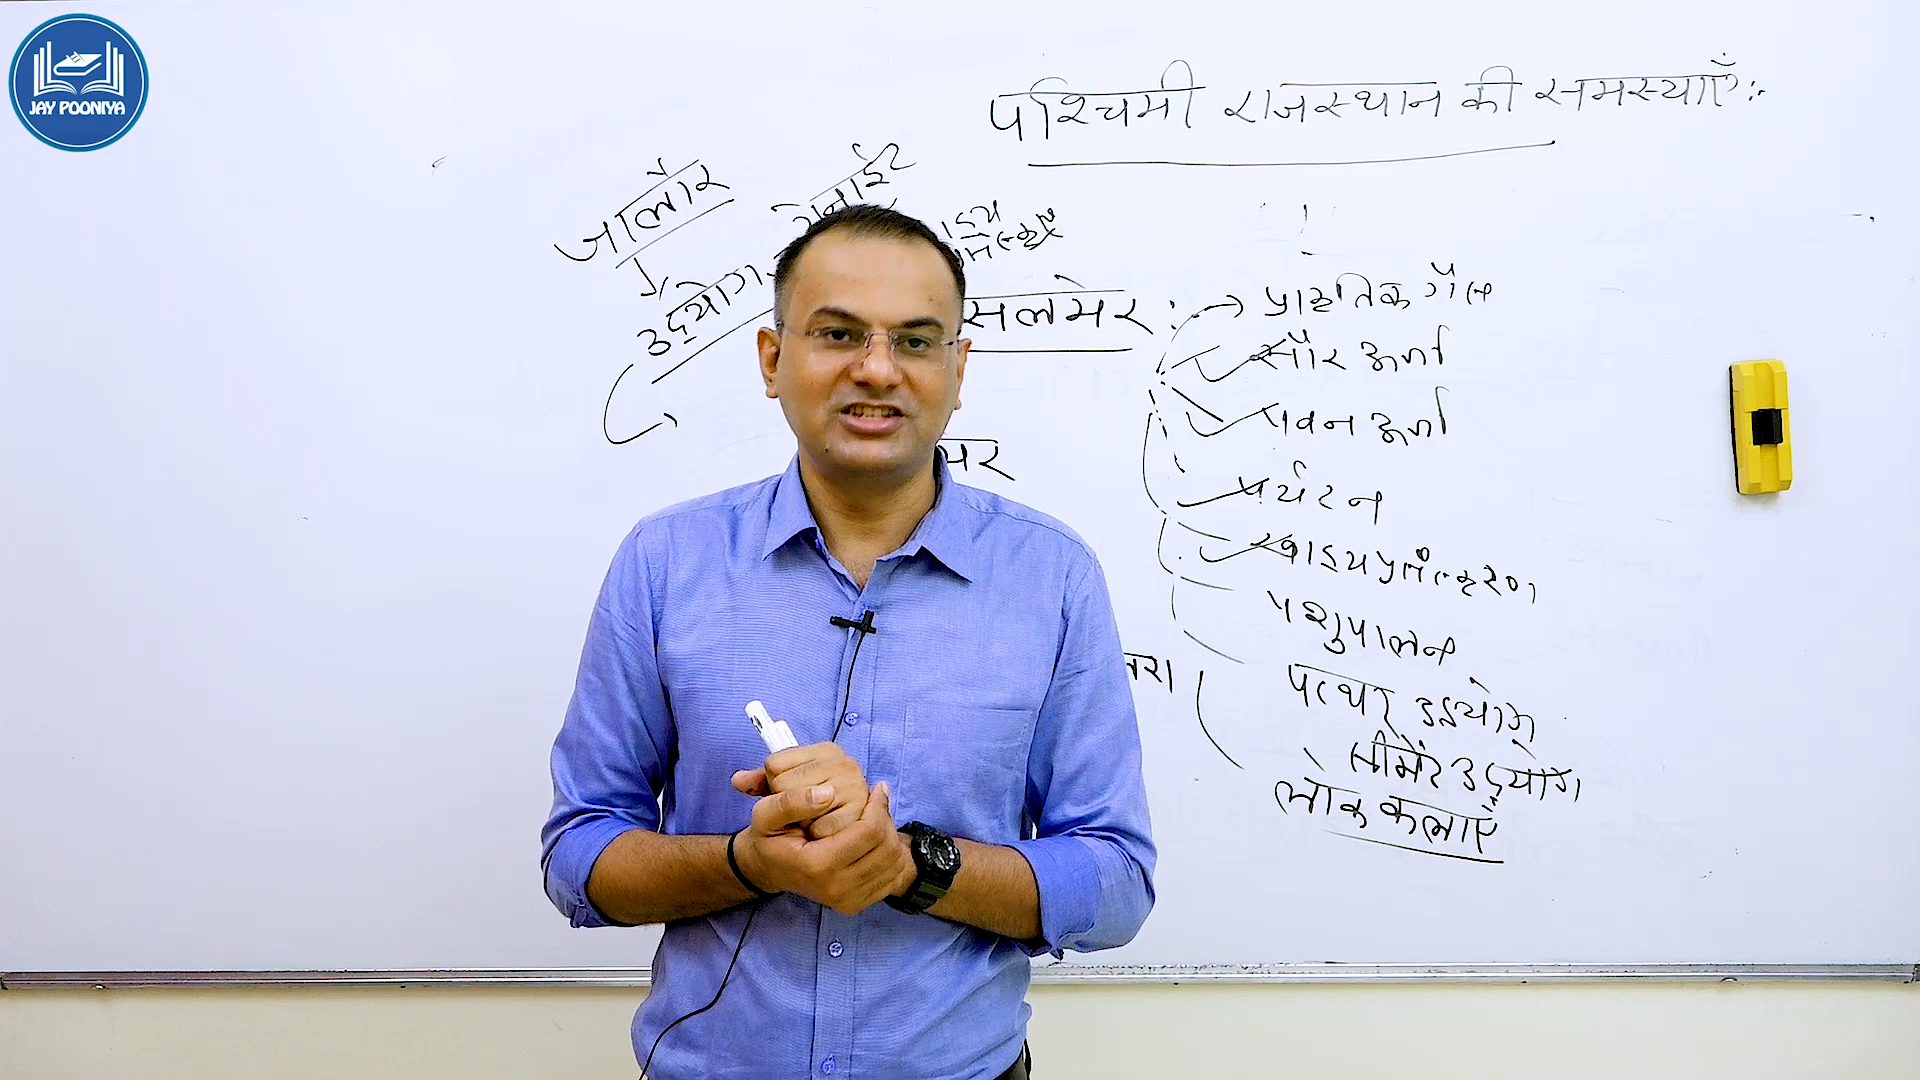 JAY POONIYA
पश्चिमी राजस्थान की समस्याएँ :-
जालौर
ग्रेनाईट
उद्योग
सलमेर :
प्राकृतिक गैस
सौर ऊर्जा
पवन ऊर्जा
पर्यटन
खाद्य प्रसंस्करण
पशुपालन
पत्थर उद्योग
सीमेंट उद्योग
लोक कलाएँ